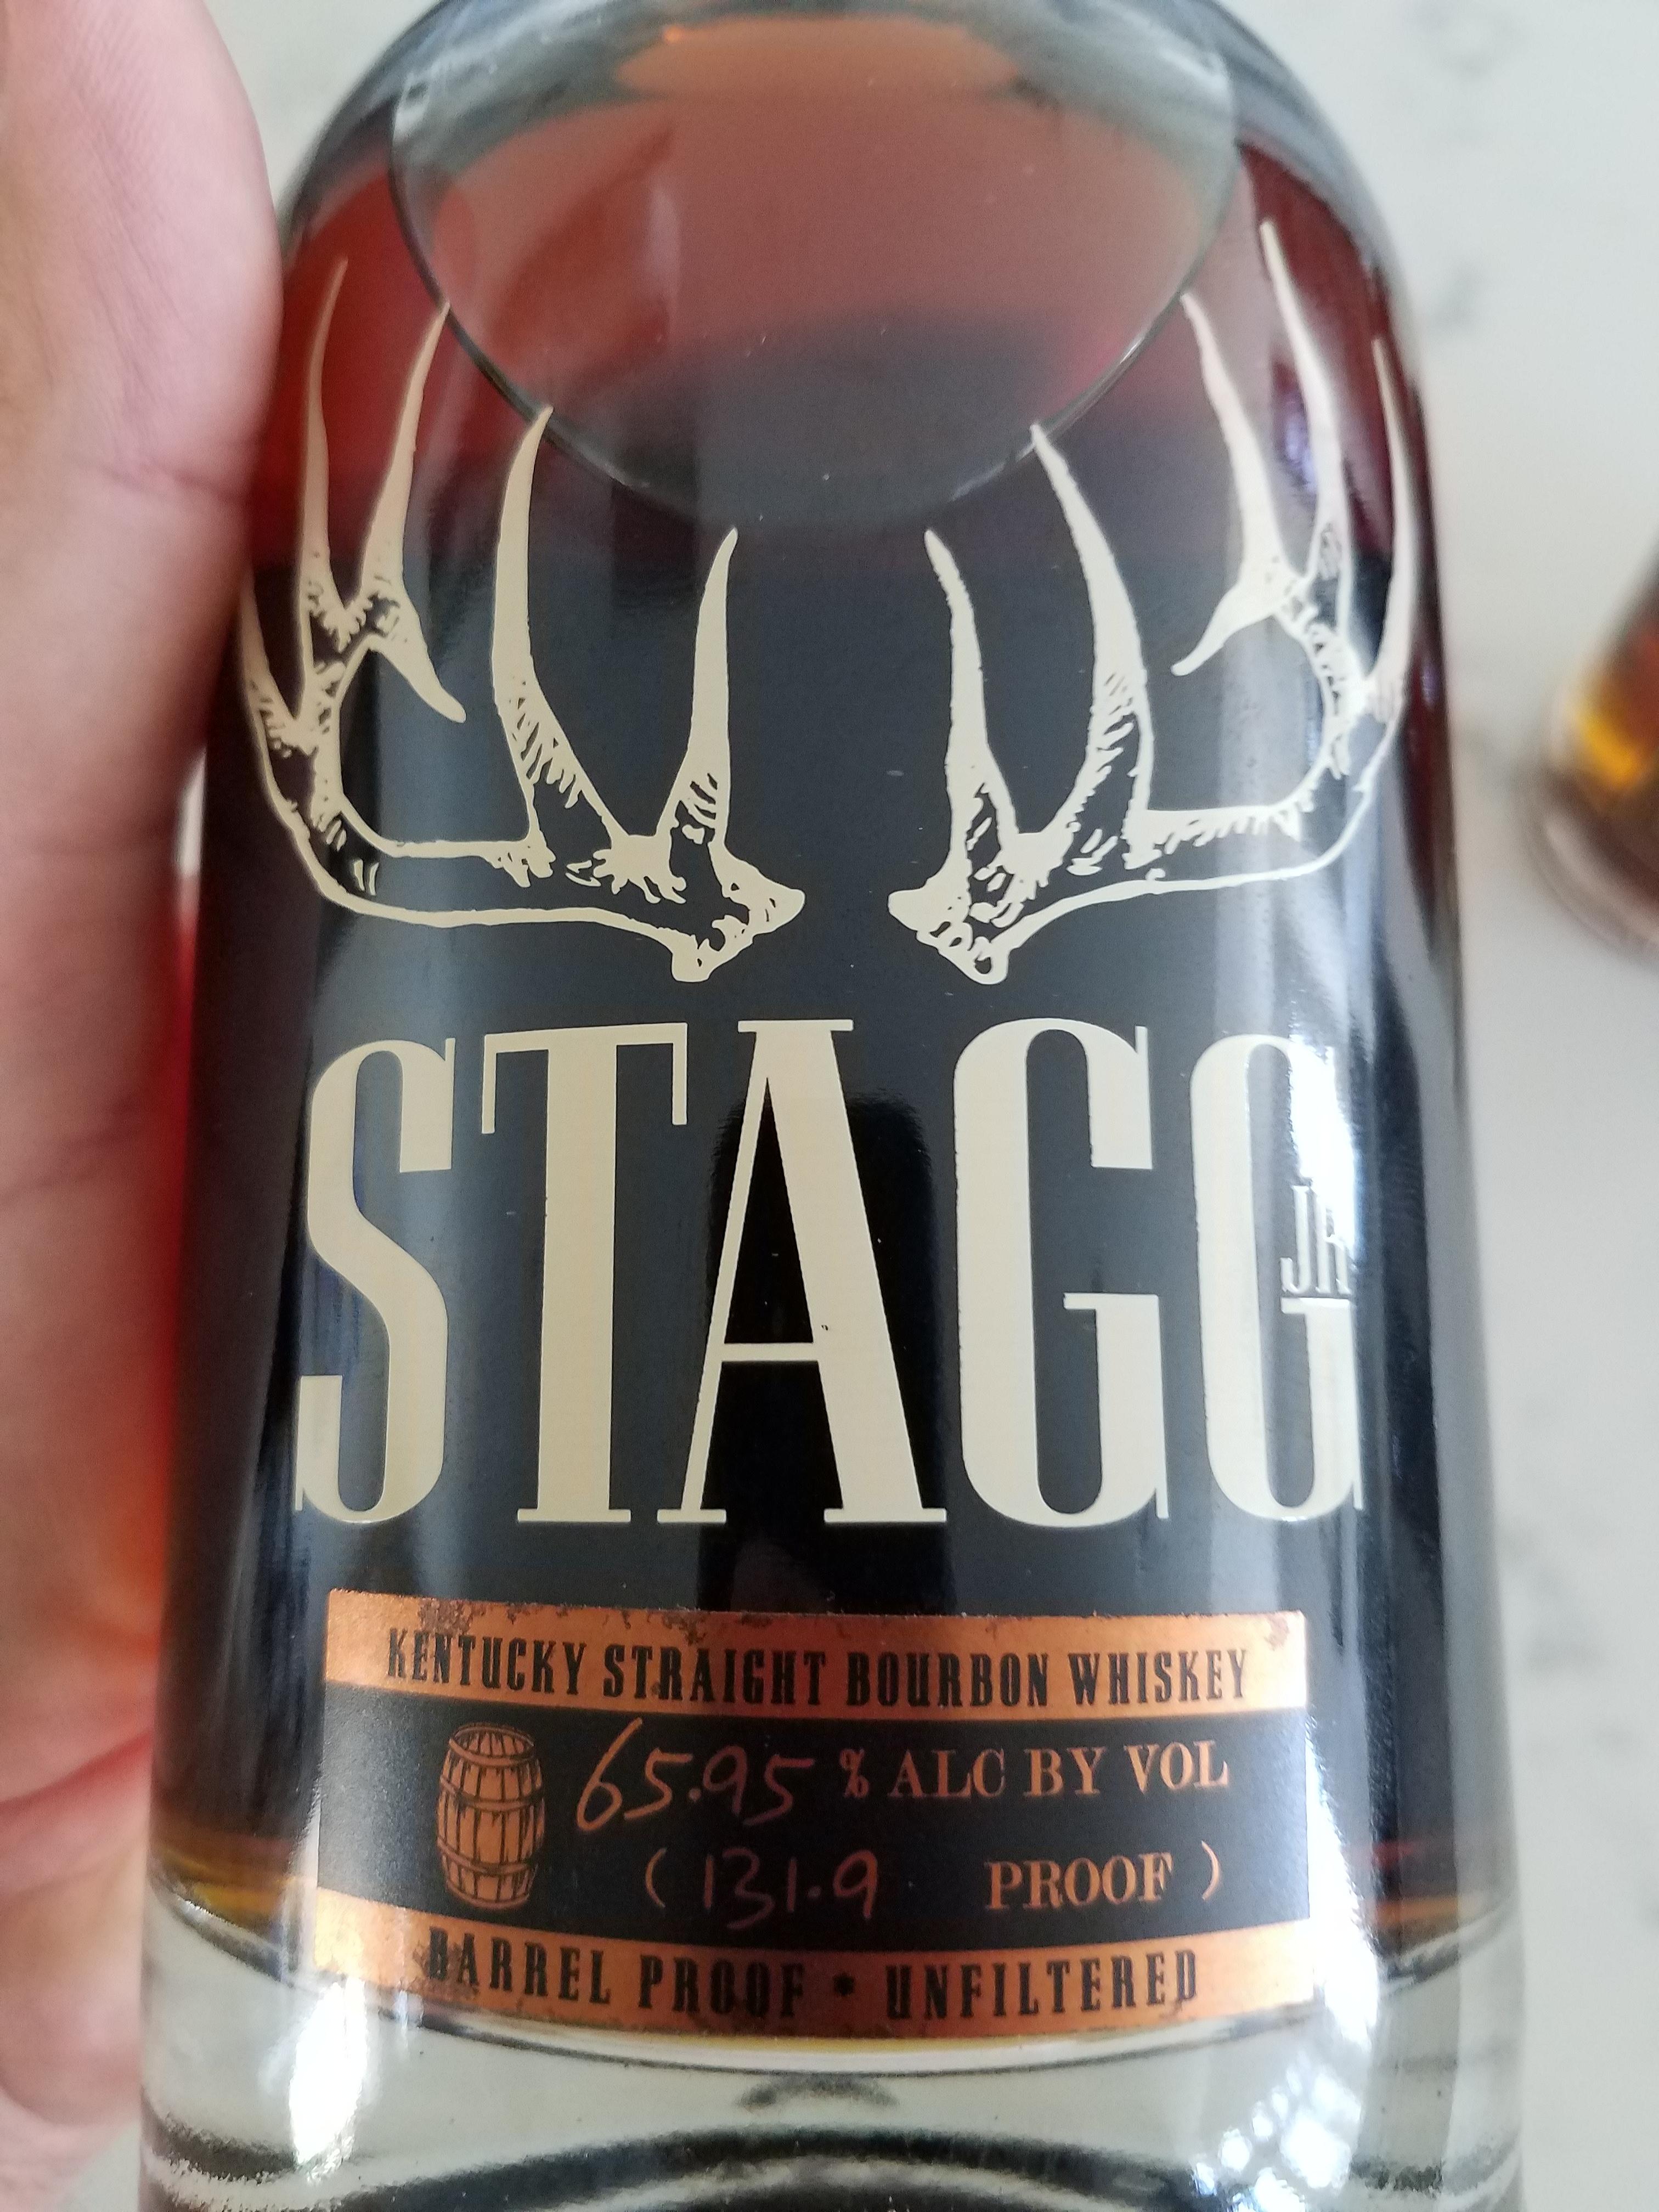 STAGG
JR
KENTUCKY STRAIGHT BOURBON WHISKEY
65.95 % ALC BY VOL
( 131.9 PROOF )
BARREL PROOF • UNFILTERED